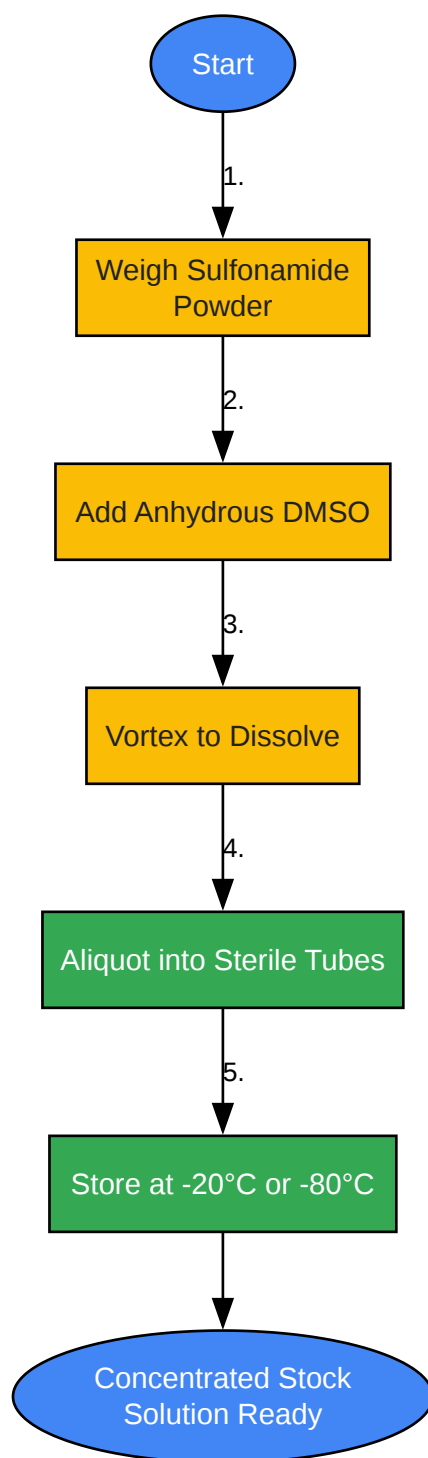 Start
1.
Weigh Sulfonamide
Powder
2.
Add Anhydrous DMSO
3.
Vortex to Dissolve
4.
Aliquot into Sterile Tubes
5.
Store at -20°C or -80°C
Concentrated Stock
Solution Ready